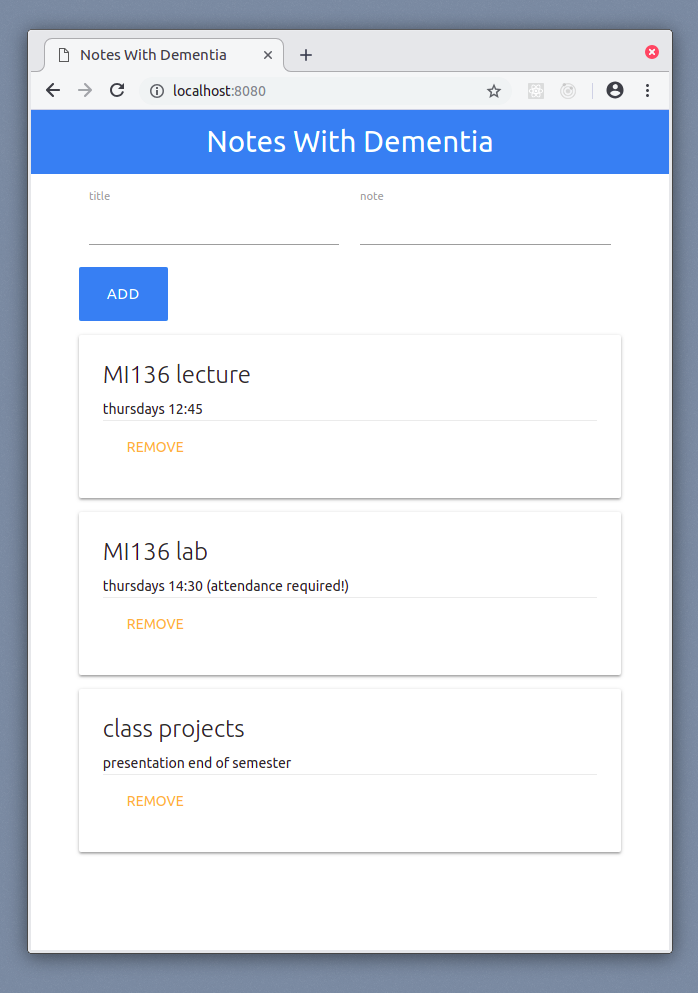 Notes With Dementia
localhost:8080
Notes With Dementia
title note
ADD
MI136 lecture
thursdays 12:45
REMOVE
MI136 lab
thursdays 14:30 (attendance required!)
REMOVE
class projects
presentation end of semester
REMOVE